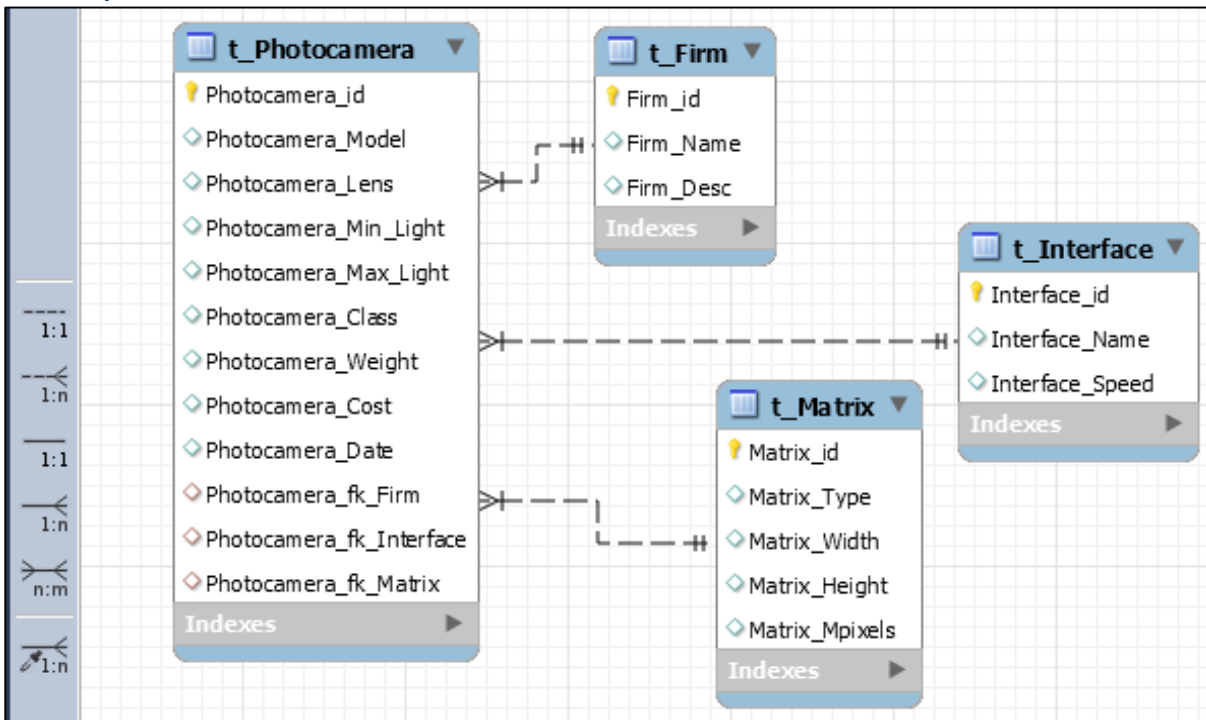 t_Photocamera
Photocamera_id
Photocamera_Model
Photocamera_Lens
Photocamera_Min_Light
Photocamera_Max_Light
Photocamera_Class
Photocamera_Weight
Photocamera_Cost
Photocamera_Date
Photocamera_fk_Firm
Photocamera_fk_Interface
Photocamera_fk_Matrix
Indexes
t_Firm
Firm_id
Firm_Name
Firm_Desc
Indexes
t_Interface
Interface_id
Interface_Name
Interface_Speed
Indexes
t_Matrix
Matrix_id
Matrix_Type
Matrix_Width
Matrix_Height
Matrix_Mpixels
Indexes
1:1
1:n
1:1
1:n
n:m
1:n